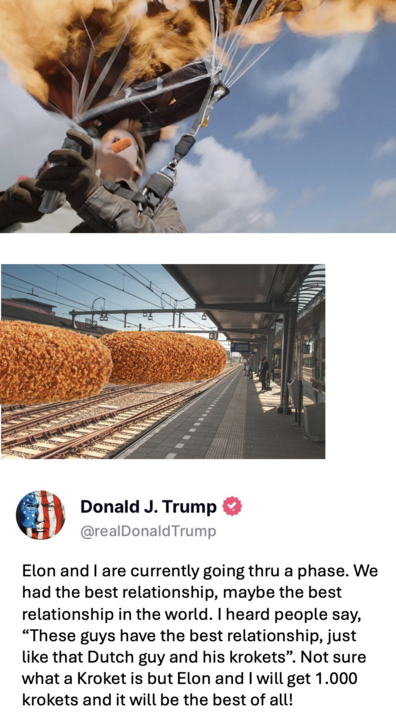 Donald J. Trump
@realDonaldTrump
Elon and I are currently going thru a phase. We
had the best relationship, maybe the best
relationship in the world. I heard people say,
“These guys have the best relationship, just
like that Dutch guy and his krokets”. Not sure
what a Kroket is but Elon and I will get 1.000
krokets and it will be the best of all!